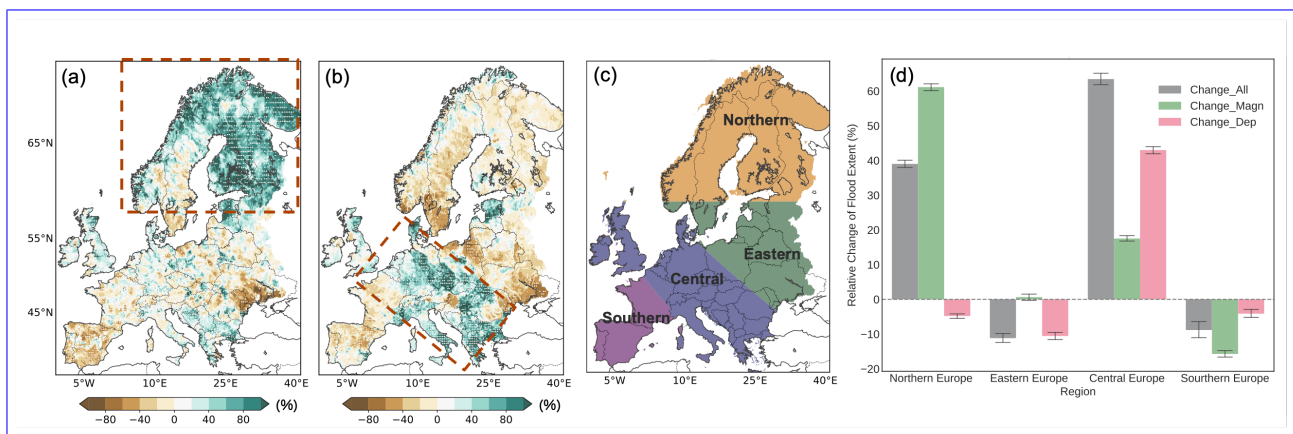 (a)
65°N
55°N
45°N
5°W 10°E 25°E 40°E
−80 −40 0 40 80 (%)
(b)
5°W 10°E 25°E 40°E
−80 −40 0 40 80 (%)
(c)
Northern
Eastern
Central
Southern
5°W 10°E 25°E 40°E
(d)
Change_All
Change_Magn
Change_Dep
Relative Change of Flood Extent (%)
60
50
40
30
20
10
0
−10
−20
Northern Europe Eastern Europe Central Europe Southern Europe
Region